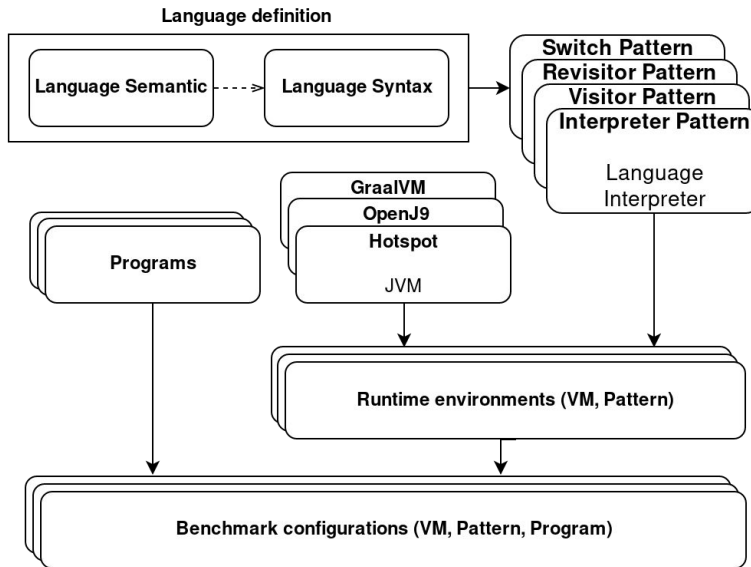 Language definition
Language Semantic
Language Syntax
Switch Pattern
Revisitor Pattern
Visitor Pattern
Interpreter Pattern
Language
Interpreter
GraalVM
OpenJ9
Hotspot
JVM
Programs
Runtime environments (VM, Pattern)
Benchmark configurations (VM, Pattern, Program)